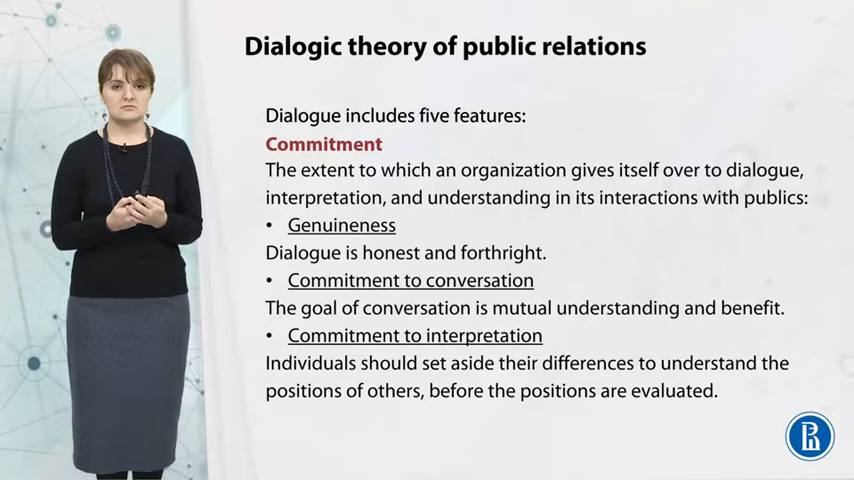 Dialogic theory of public relations
Dialogue includes five features:
Commitment
The extent to which an organization gives itself over to dialogue,
interpretation, and understanding in its interactions with publics:
• Genuineness
Dialogue is honest and forthright.
• Commitment to conversation
The goal of conversation is mutual understanding and benefit.
• Commitment to interpretation
Individuals should set aside their differences to understand the
positions of others, before the positions are evaluated.